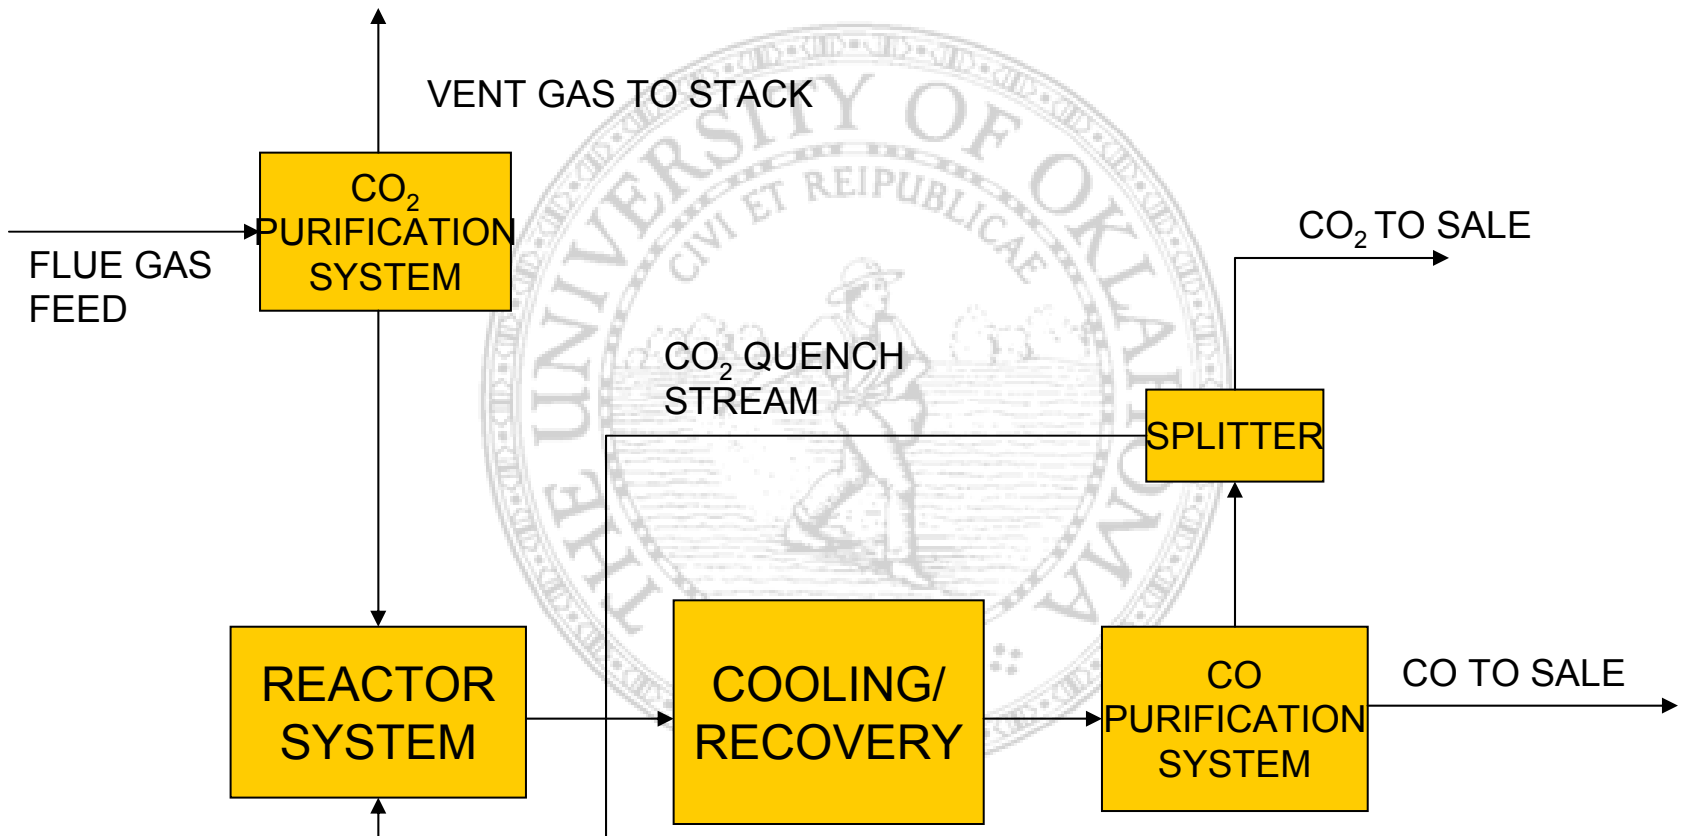 VENT GAS TO STACK
CO₂
PURIFICATION
SYSTEM
FLUE GAS
FEED
CO₂ TO SALE
CO₂ QUENCH
STREAM
SPLITTER
REACTOR
SYSTEM
COOLING/
RECOVERY
CO
PURIFICATION
SYSTEM
CO TO SALE
THE UNIVERSITY OF OKLAHOMA
CIVI ET REIPUBLICAE